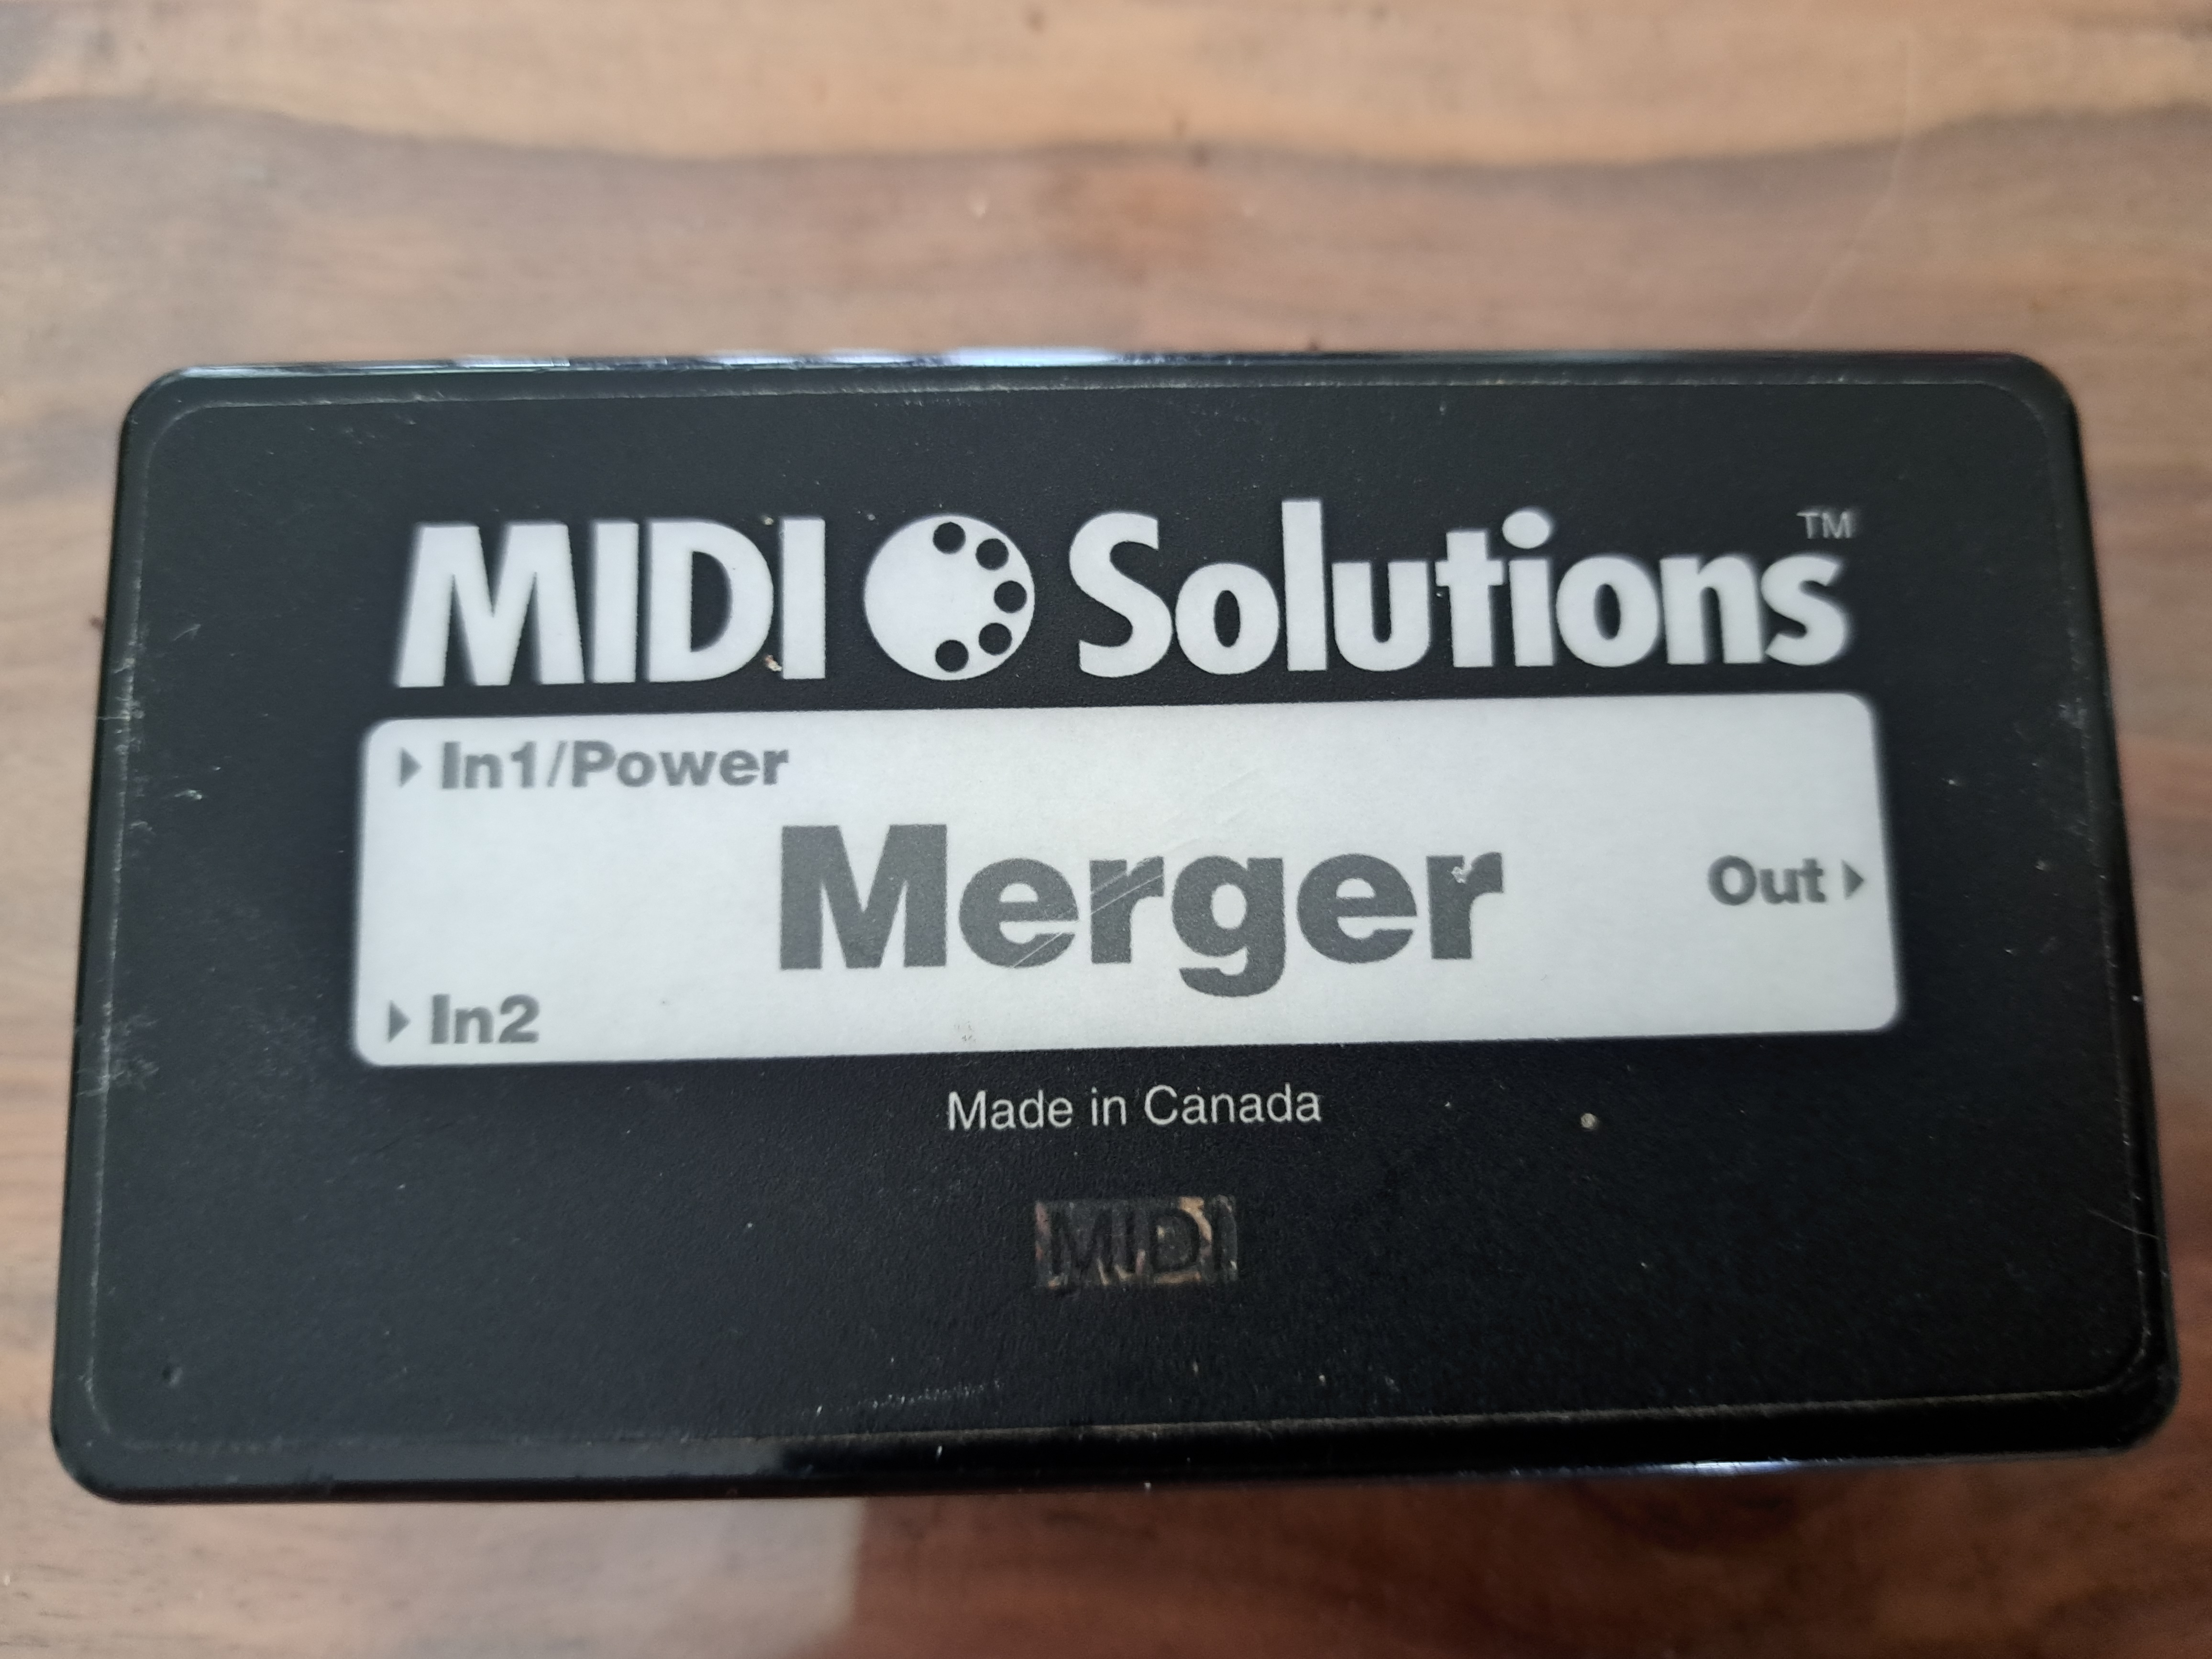 MIDI Solutions™
In1/Power
Merger
Out
In2
Made in Canada
MIDI